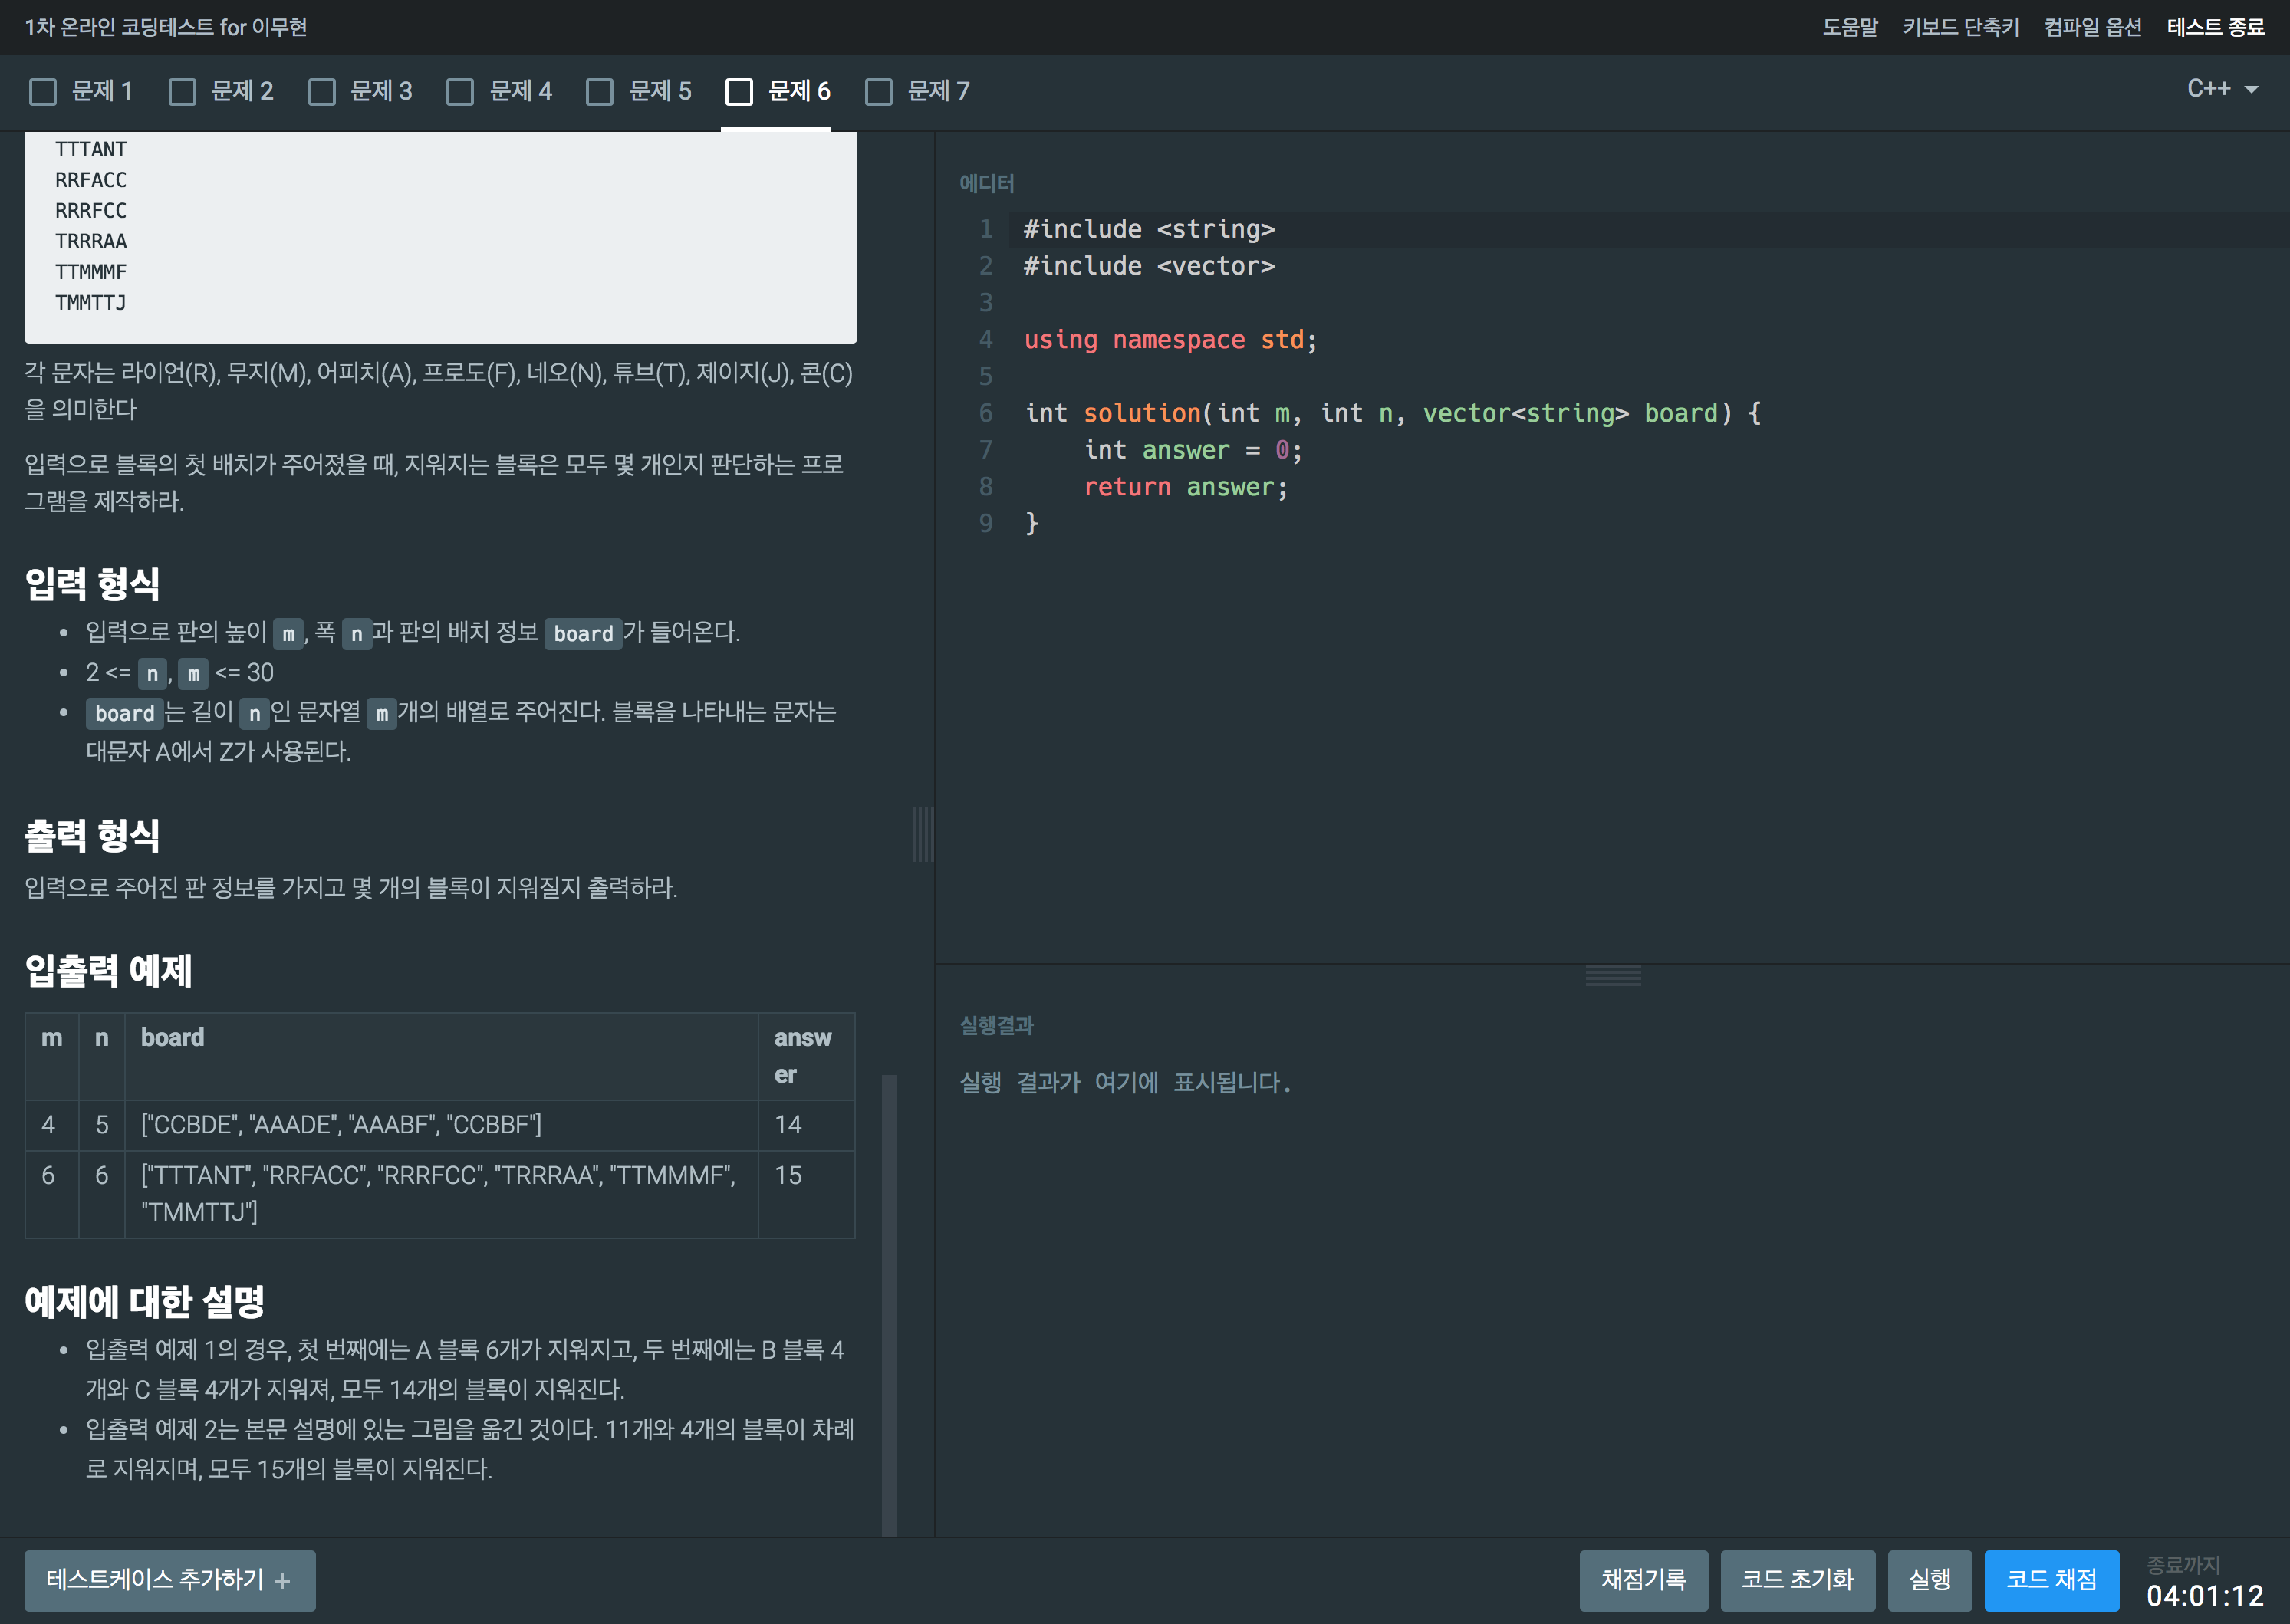 1차 온라인 코딩테스트 for 이무현
도움말 키보드 단축키 컴파일 옵션 테스트 종료
문제 1 문제 2 문제 3 문제 4 문제 5 문제 6 문제 7
C++
TTTANT
RRFACC
RRRFCC
TRRRAA
TTMMMF
TMMTTJ
각 문자는 라이언(R), 무지(M), 어피치(A), 프로도(F), 네오(N), 튜브(T), 제이지(J), 콘(C)
을 의미한다
입력으로 블록의 첫 배치가 주어졌을 때, 지워지는 블록은 모두 몇 개인지 판단하는 프로
그램을 제작하라.
입력 형식
• 입력으로 판의 높이 m, 폭 n과 판의 배치 정보 board가 들어온다.
• 2 <= n, m <= 30
• board는 길이 n인 문자열 m개의 배열로 주어진다. 블록을 나타내는 문자는
대문자 A에서 Z가 사용된다.
출력 형식
입력으로 주어진 판 정보를 가지고 몇 개의 블록이 지워질지 출력하라.
입출력 예제
m n board answ
er
4 5 ["CCBDE", "AAADE", "AAABF", "CCBBF"] 14
6 6 ["TTTANT", "RRFACC", "RRRFCC", "TRRRAA", "TTMMMF", 15
"TMMTTJ"]
예제에 대한 설명
• 입출력 예제 1의 경우, 첫 번째에는 A 블록 6개가 지워지고, 두 번째에는 B 블록 4
개와 C 블록 4개가 지워져, 모두 14개의 블록이 지워진다.
• 입출력 예제 2는 본문 설명에 있는 그림을 옮긴 것이다. 11개와 4개의 블록이 차례
로 지워지며, 모두 15개의 블록이 지워진다.
에디터
1 #include <string>
2 #include <vector>
3
4 using namespace std;
5
6 int solution(int m, int n, vector<string> board) {
7     int answer = 0;
8     return answer;
9 }
실행결과
실행 결과가 여기에 표시됩니다.
테스트케이스 추가하기 +
채점기록 코드 초기화 실행 코드 채점
종료까지
04:01:12